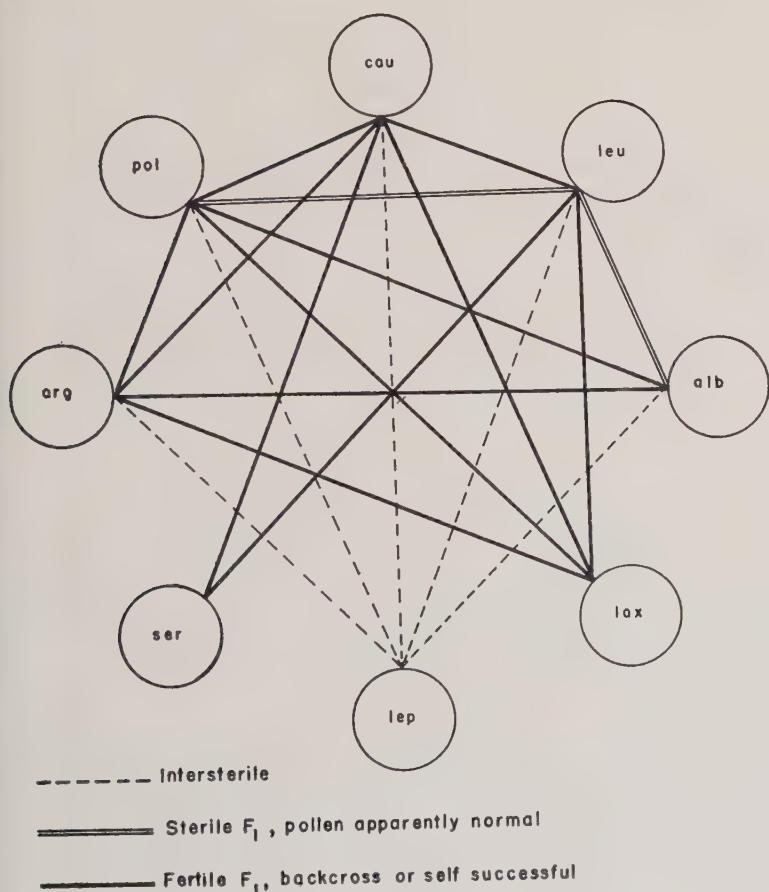 cau
leu
pol
arg
alb
ser
lax
lep
Intersterile
Sterile F₁, pollen apparently normal
Fertile F₁, backcross or self successful